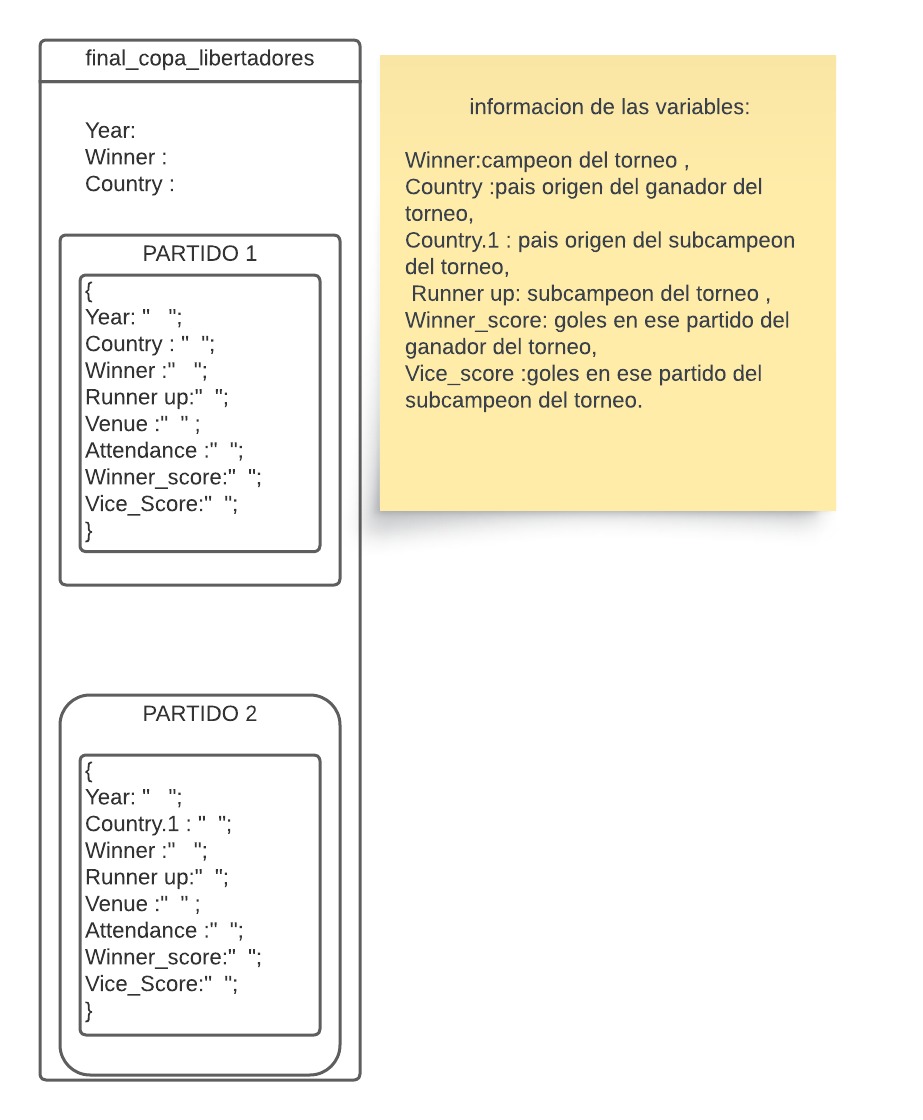 final_copa_libertadores
Year:
Winner :
Country :
PARTIDO 1
{
Year: "   ";
Country : "  ";
Winner :"   ";
Runner up:"  ";
Venue :"  " ;
Attendance :"  ";
Winner_score:"  ";
Vice_Score:"  ";
}
PARTIDO 2
{
Year: "   ";
Country.1 : "  ";
Winner :"   ";
Runner up:"  ";
Venue :"  " ;
Attendance :"  ";
Winner_score:"  ";
Vice_Score:"  ";
}
informacion de las variables:
Winner:campeon del torneo ,
Country :pais origen del ganador del
torneo,
Country.1 : pais origen del subcampeon
del torneo,
Runner up: subcampeon del torneo ,
Winner_score: goles en ese partido del
ganador del torneo,
Vice_score :goles en ese partido del
subcampeon del torneo.